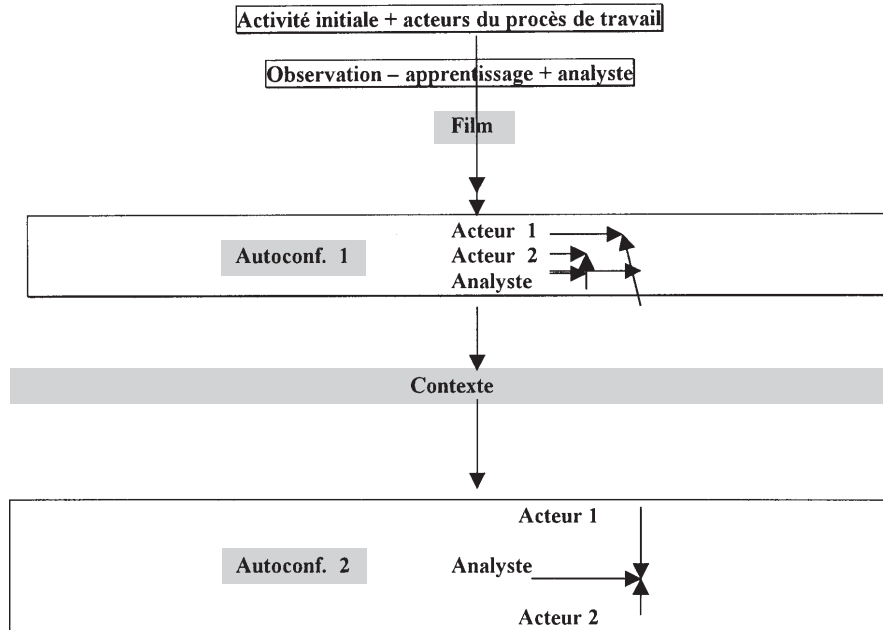 Activité initiale + acteurs du procès de travail
Observation – apprentissage + analyste
Film
Acteur 1
Autoconf. 1
Acteur 2
Analyste
Contexte
Acteur 1
Autoconf. 2
Analyste
Acteur 2